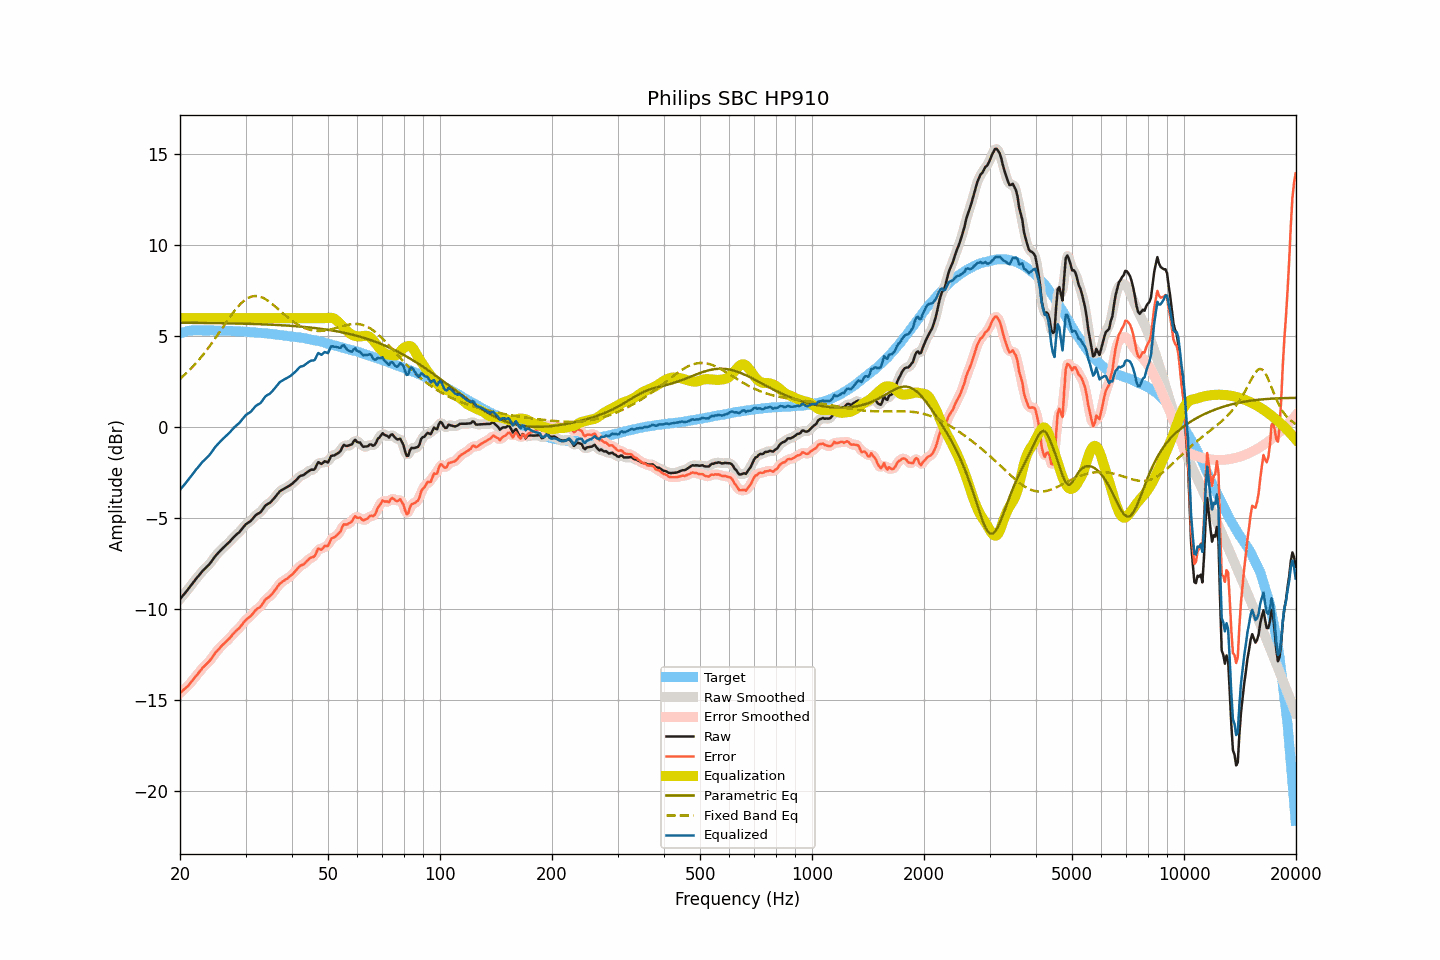 Philips SBC HP910
15
10
5
0
−5
−10
−15
−20
Amplitude (dBr)
Target
Raw Smoothed
Error Smoothed
Raw
Error
Equalization
Parametric Eq
Fixed Band Eq
Equalized
20 50 100 200 500 1000 2000 5000 10000 20000
Frequency (Hz)